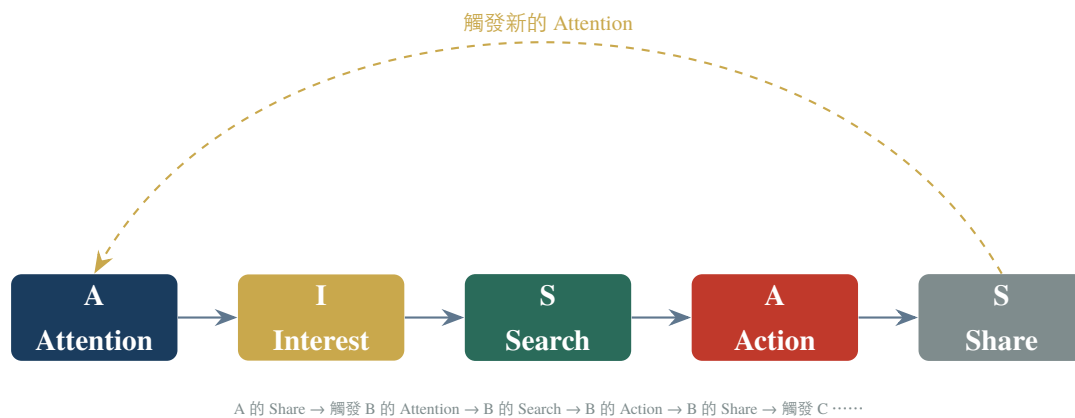 觸發新的 Attention
A
Attention
I
Interest
S
Search
A
Action
S
Share
A 的 Share → 觸發 B 的 Attention → B 的 Search → B 的 Action → B 的 Share → 觸發 C ⋯⋯